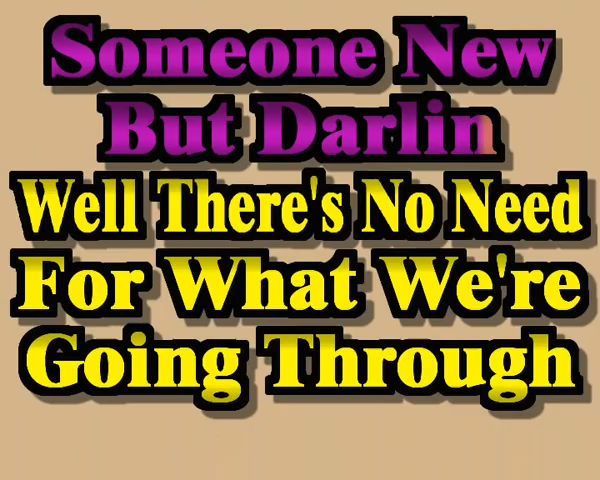 Someone New
But Darlin
Well There's No Need
For What We're
Going Through